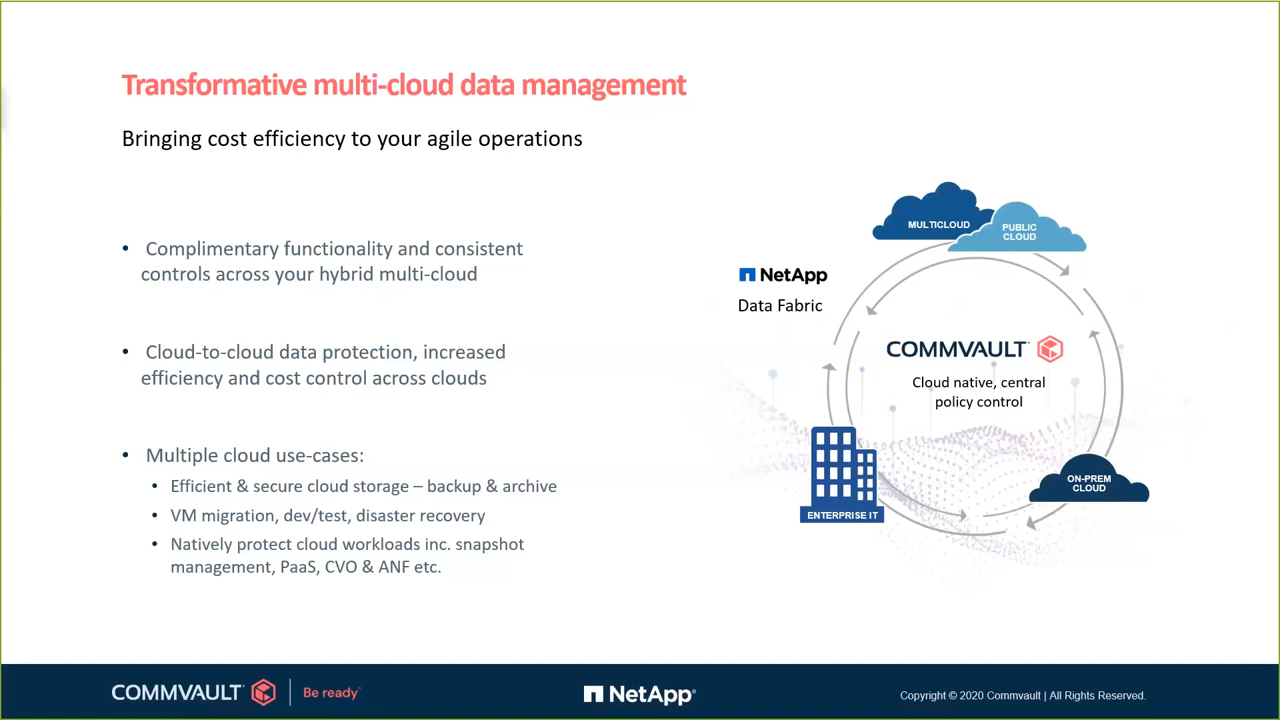 Transformative multi-cloud data management
Bringing cost efficiency to your agile operations
• Complimentary functionality and consistent
controls across your hybrid multi-cloud
• Cloud-to-cloud data protection, increased
efficiency and cost control across clouds
• Multiple cloud use-cases:
• Efficient & secure cloud storage – backup & archive
• VM migration, dev/test, disaster recovery
• Natively protect cloud workloads inc. snapshot
management, PaaS, CVO & ANF etc.
MULTICLOUD
PUBLIC
CLOUD
NetApp
Data Fabric
COMMVAULT
Cloud native, central
policy control
ENTERPRISE IT
ON-PREM
CLOUD
COMMVAULT
Be ready™
NetApp®
Copyright © 2020 Commvault | All Rights Reserved.